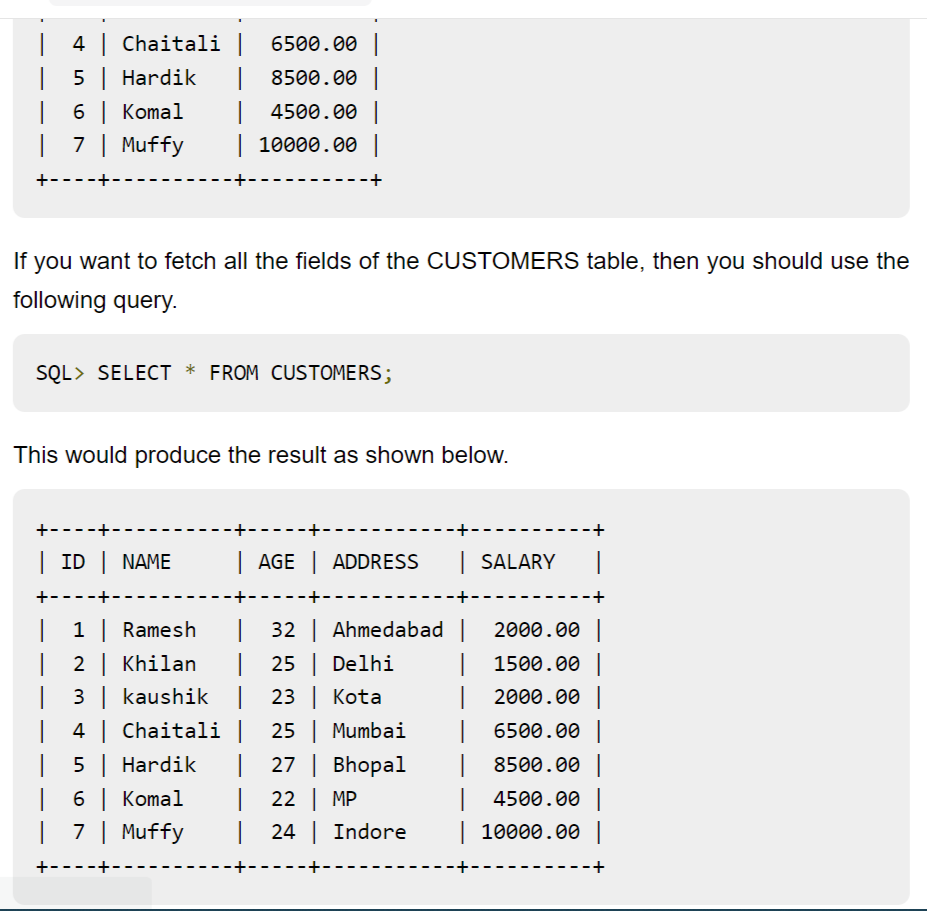 |  4 | Chaitali |  6500.00 |
|  5 | Hardik   |  8500.00 |
|  6 | Komal    |  4500.00 |
|  7 | Muffy    | 10000.00 |
+----+----------+----------+
If you want to fetch all the fields of the CUSTOMERS table, then you should use the
following query.
SQL> SELECT * FROM CUSTOMERS;
This would produce the result as shown below.
+----+----------+-----+-----------+----------+
| ID | NAME     | AGE | ADDRESS   | SALARY   |
+----+----------+-----+-----------+----------+
|  1 | Ramesh   |  32 | Ahmedabad |  2000.00 |
|  2 | Khilan   |  25 | Delhi     |  1500.00 |
|  3 | kaushik  |  23 | Kota      |  2000.00 |
|  4 | Chaitali |  25 | Mumbai    |  6500.00 |
|  5 | Hardik   |  27 | Bhopal    |  8500.00 |
|  6 | Komal    |  22 | MP        |  4500.00 |
|  7 | Muffy    |  24 | Indore    | 10000.00 |
+----+----------+-----+-----------+----------+